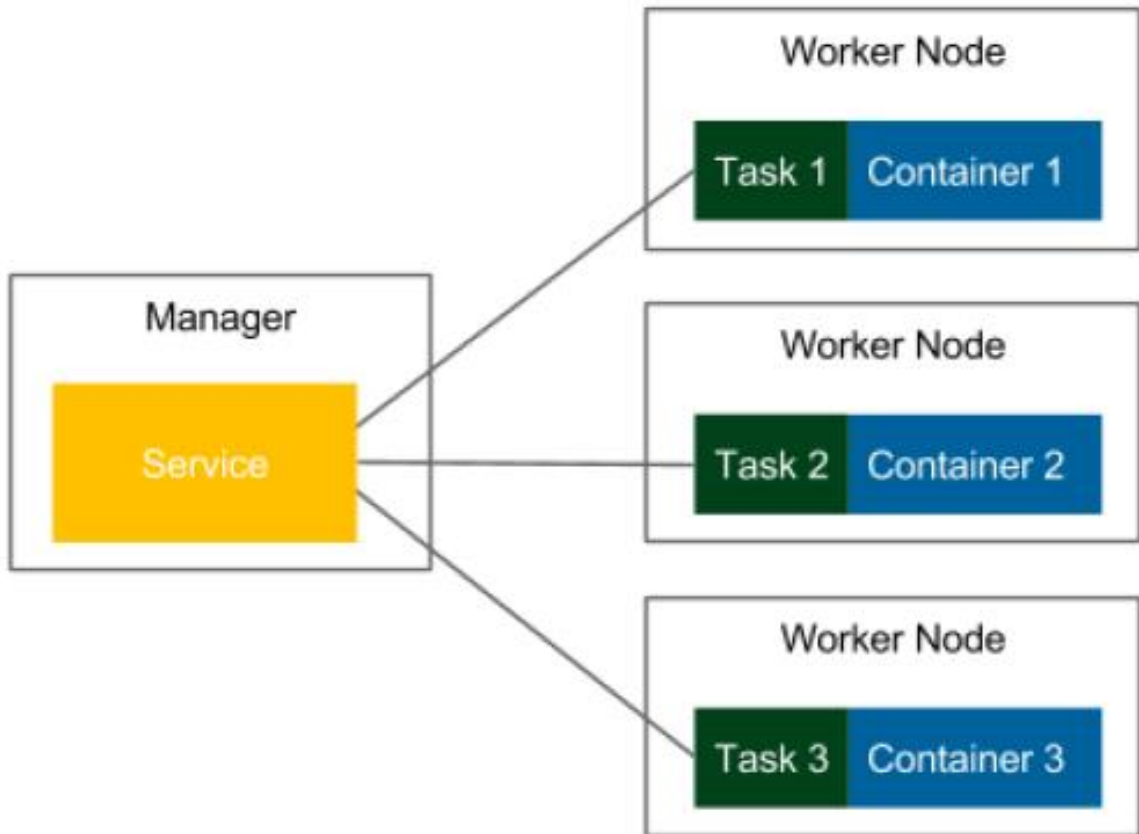 Manager
Service
Worker Node
Task 1 Container 1
Worker Node
Task 2 Container 2
Worker Node
Task 3 Container 3